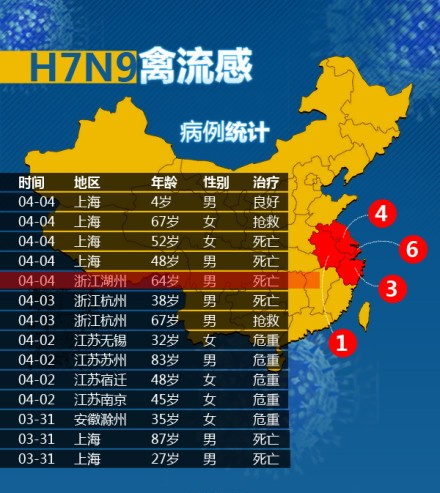 H7N9禽流感
病例统计
时间 地区 年龄 性别 治疗
04-04 上海 4岁 男 良好
04-04 上海 67岁 女 抢救
04-04 上海 52岁 女 死亡
04-04 上海 48岁 男 死亡
04-04 浙江湖州 64岁 男 死亡
04-03 浙江杭州 38岁 男 死亡
04-03 浙江杭州 67岁 男 抢救
04-02 江苏无锡 32岁 女 危重
04-02 江苏苏州 83岁 男 危重
04-02 江苏宿迁 48岁 女 危重
04-02 江苏南京 45岁 女 危重
03-31 安徽滁州 35岁 女 危重
03-31 上海 87岁 男 死亡
03-31 上海 27岁 男 死亡
4
6
3
1